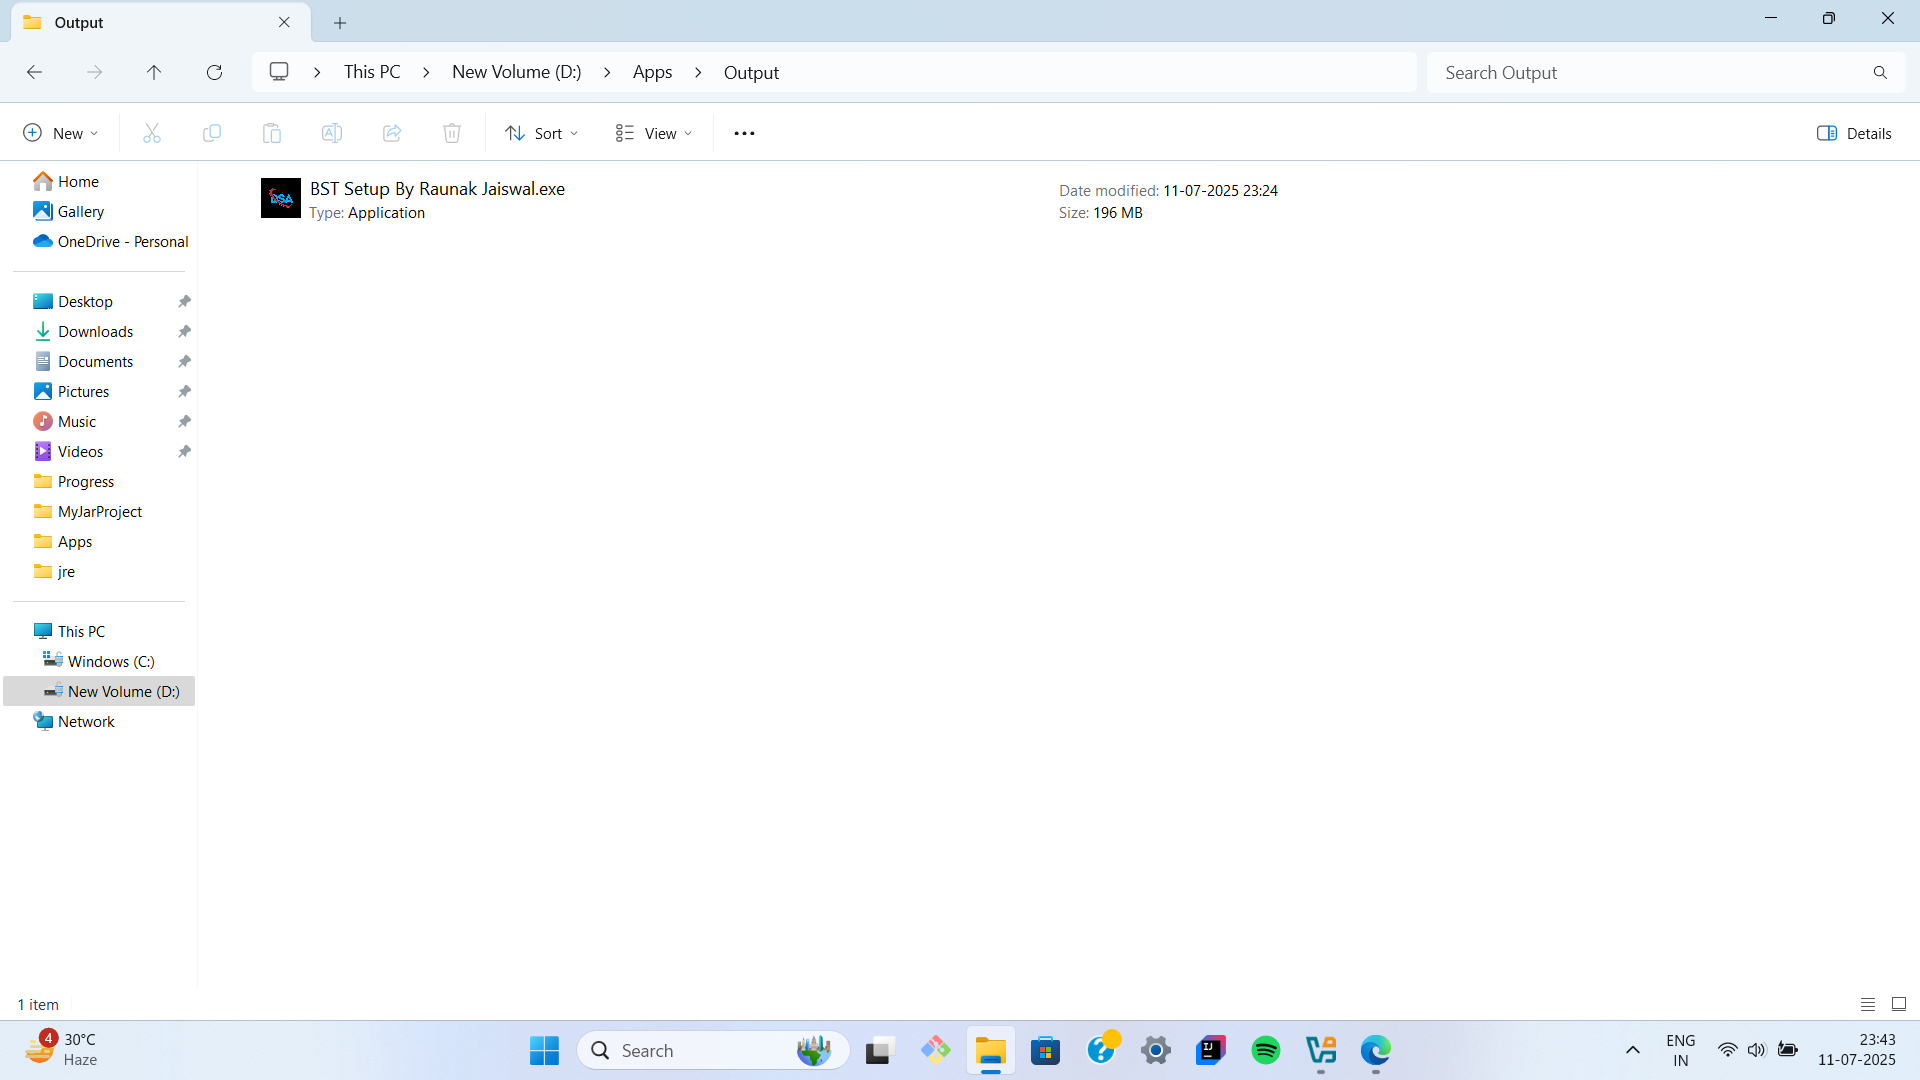 Output
This PC
New Volume (D:)
Apps
Output
Search Output
New
Sort
View
Details
Home
Gallery
OneDrive - Personal
Desktop
Downloads
Documents
Pictures
Music
Videos
Progress
MyJarProject
Apps
jre
This PC
Windows (C:)
New Volume (D:)
Network
DSA
BST Setup By Raunak Jaiswal.exe
Type: Application
Date modified: 11-07-2025 23:24
Size: 196 MB
1 item
4
30°C
Haze
Search
IJ
ENG
IN
23:43
11-07-2025